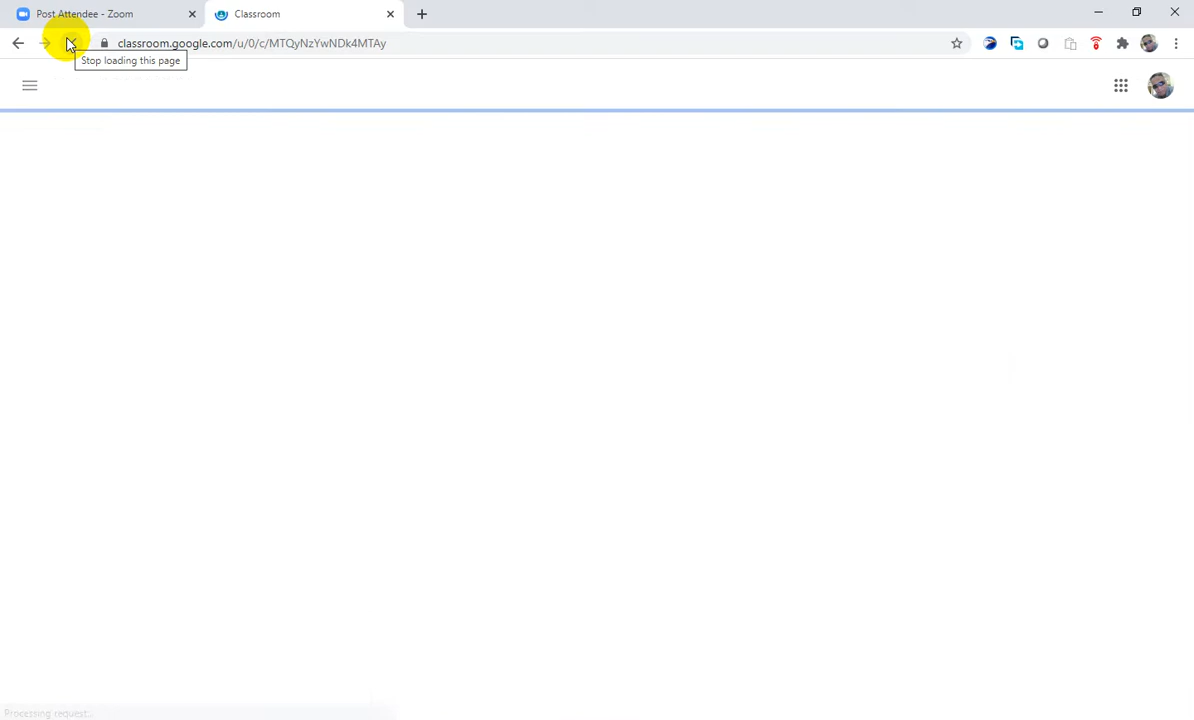 Post Attendee - Zoom
Classroom
classroom.google.com/u/0/c/MTQyNzYwNDk4MTAy
Stop loading this page
Processing request...